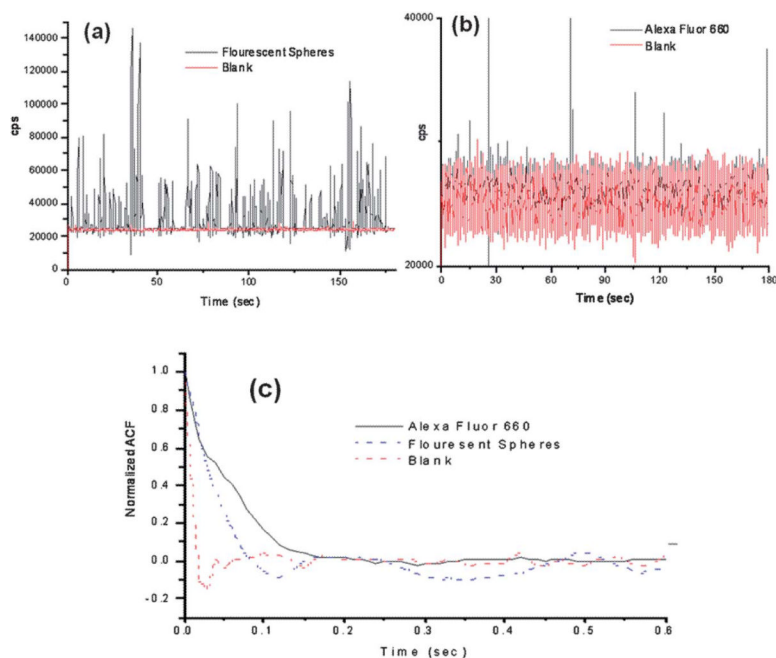 (a)
Flourescent Spheres
Blank
cps
140000
120000
100000
80000
60000
40000
20000
0
0
50
100
150
Time (sec)
(b)
Alexa Fluor 660
Blank
cps
40000
20000
0
30
60
90
120
150
180
Time (sec)
(c)
Alexa Fluor 660
Flouresent Spheres
Blank
Normalized ACF
1.0
0.8
0.6
0.4
0.2
0.0
-0.2
0.0
0.1
0.2
0.3
0.4
0.5
0.6
Time (sec)